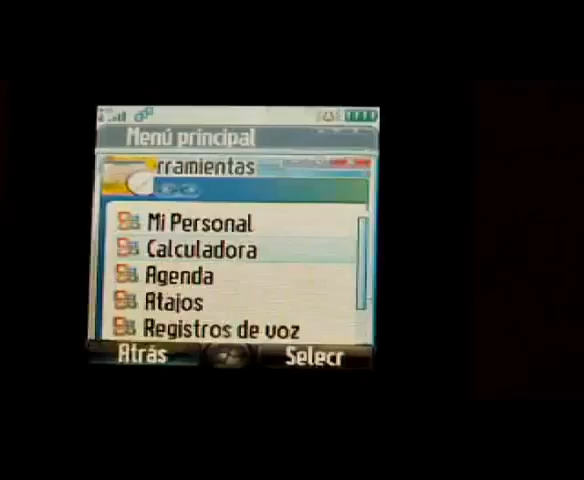 Menú principal
rramientas
Mi Personal
Calculadora
Agenda
Atajos
Registros de voz
Atrás
Selecr